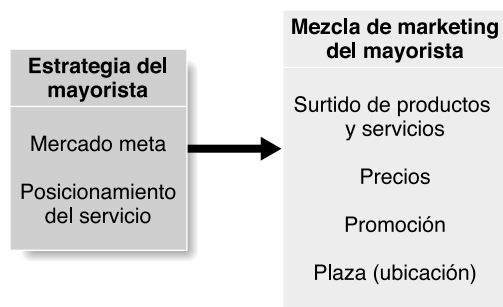 Estrategia del
mayorista
Mercado meta
Posicionamiento
del servicio
Mezcla de marketing
del mayorista
Surtido de productos
y servicios
Precios
Promoción
Plaza (ubicación)